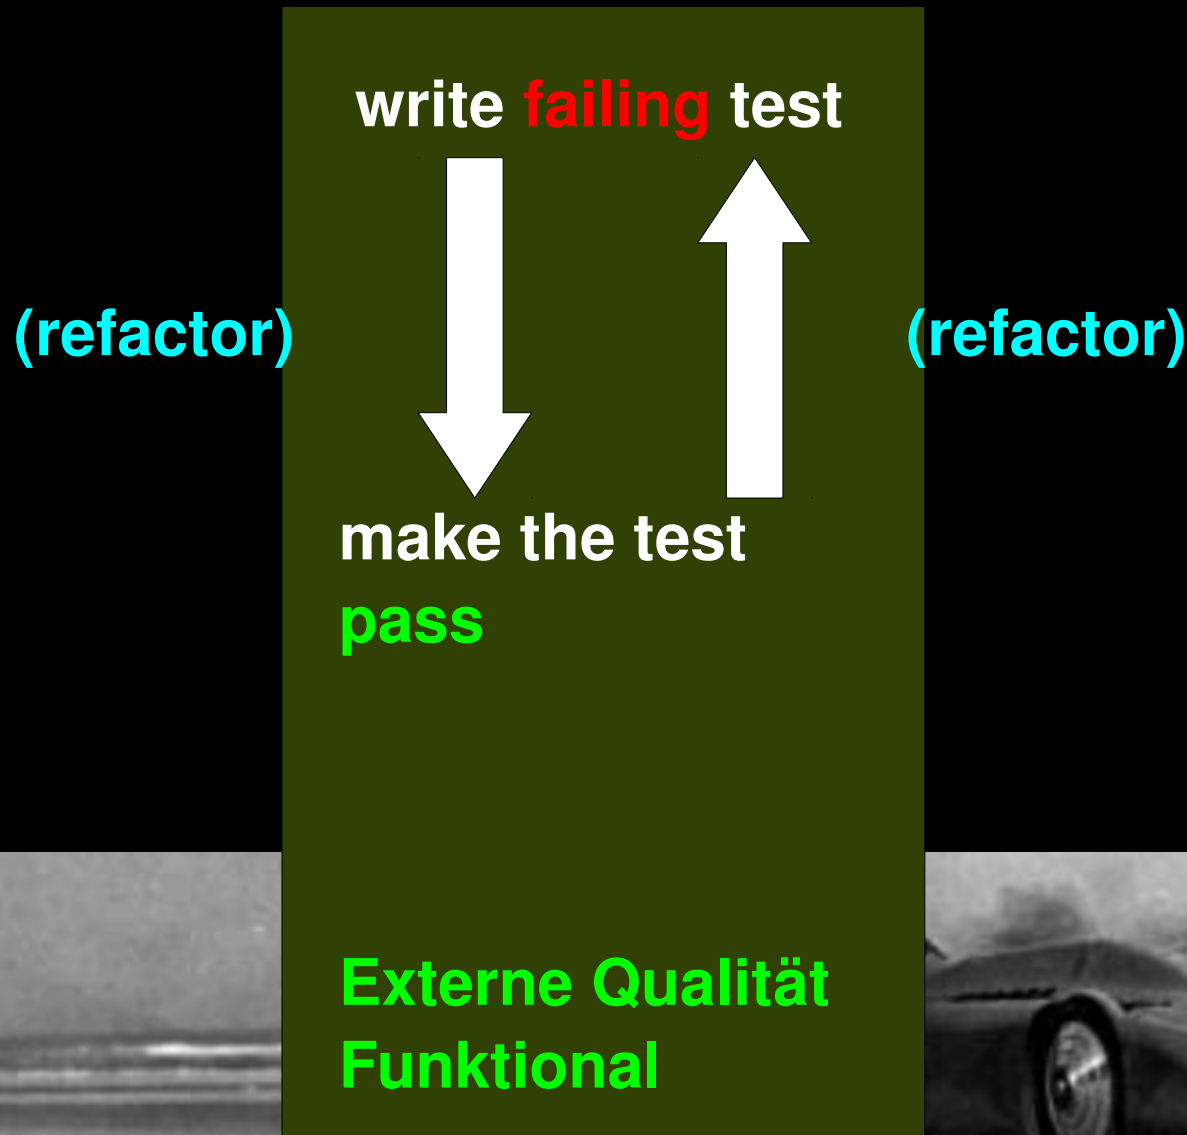 write failing test
(refactor) (refactor)
make the test
pass
Externe Qualität
Funktional